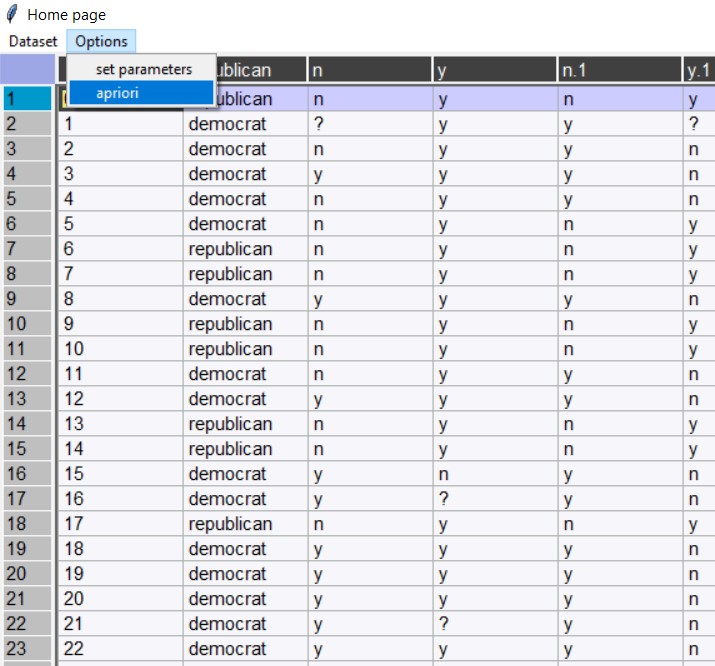 Home page
Dataset Options
set parameters
apriori
ublican n y n.1 y.1
1 ublican n y n y
2 1 democrat ? y y ?
3 2 democrat n y y n
4 3 democrat y y y n
5 4 democrat n y y n
6 5 democrat n y n y
7 6 republican n y n y
8 7 republican n y n y
9 8 democrat y y y n
10 9 republican n y n y
11 10 republican n y n y
12 11 democrat n y y n
13 12 democrat y y y n
14 13 republican n y n y
15 14 republican n y n y
16 15 democrat y n y n
17 16 democrat y ? y n
18 17 republican n y n y
19 18 democrat y y y n
20 19 democrat y y y n
21 20 democrat y y y n
22 21 democrat y ? y n
23 22 democrat y y y n